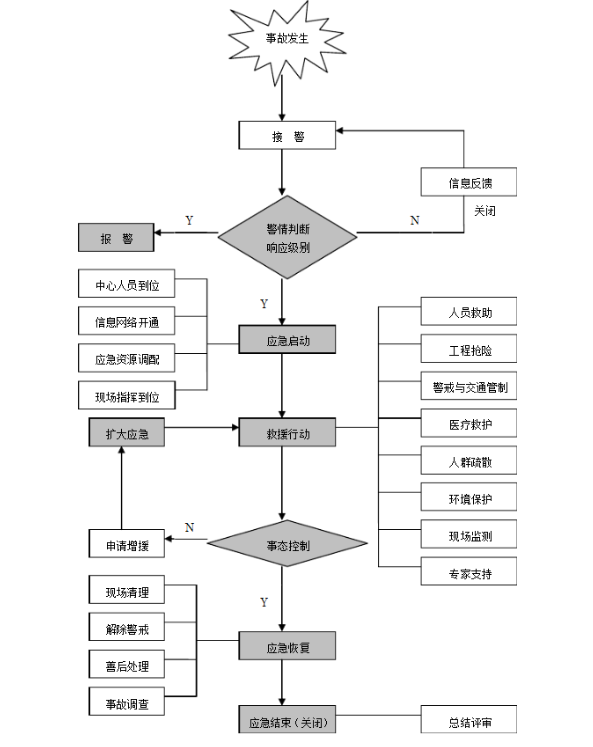 事故发生
接 警
信息反馈
关闭
Y
N
警情判断
响应级别
报 警
中心人员到位
信息网络开通
应急资源调配
现场指挥到位
Y
应急启动
人员救助
工程抢险
警戒与交通管制
医疗救护
人群疏散
环境保护
现场监测
专家支持
扩大应急
救援行动
N
申请增援
事态控制
现场清理
解除警戒
善后处理
事故调查
Y
应急恢复
应急结束（关闭）
总结评审